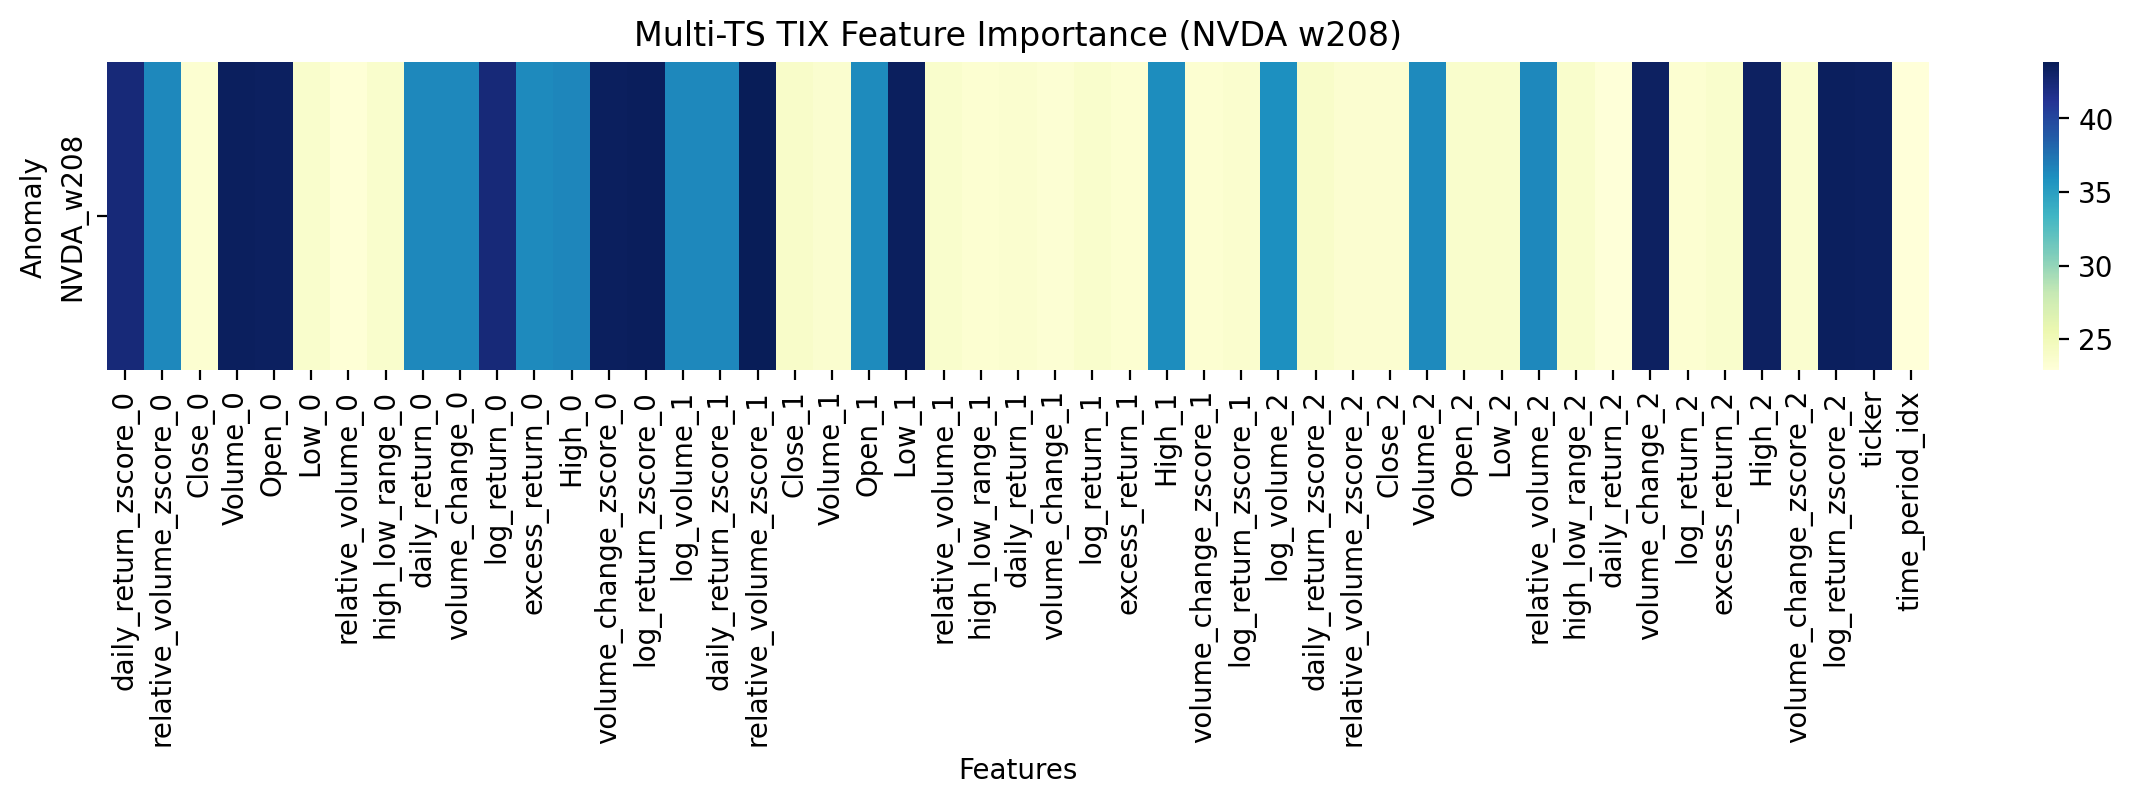 Multi-TS TIX Feature Importance (NVDA w208)
Anomaly
NVDA_w208
40
35
30
25
daily_return_zscore_0
relative_volume_zscore_0
Close_0
Volume_0
Open_0
Low_0
relative_volume_0
high_low_range_0
daily_return_0
volume_change_0
log_return_0
excess_return_0
High_0
volume_change_zscore_0
log_return_zscore_0
log_volume_1
daily_return_zscore_1
relative_volume_zscore_1
Close_1
Volume_1
Open_1
Low_1
relative_volume_1
high_low_range_1
daily_return_1
volume_change_1
log_return_1
excess_return_1
High_1
volume_change_zscore_1
log_return_zscore_1
log_volume_2
daily_return_zscore_2
relative_volume_zscore_2
Close_2
Volume_2
Open_2
Low_2
relative_volume_2
high_low_range_2
daily_return_2
volume_change_2
log_return_2
excess_return_2
High_2
volume_change_zscore_2
log_return_zscore_2
ticker
time_period_idx
Features